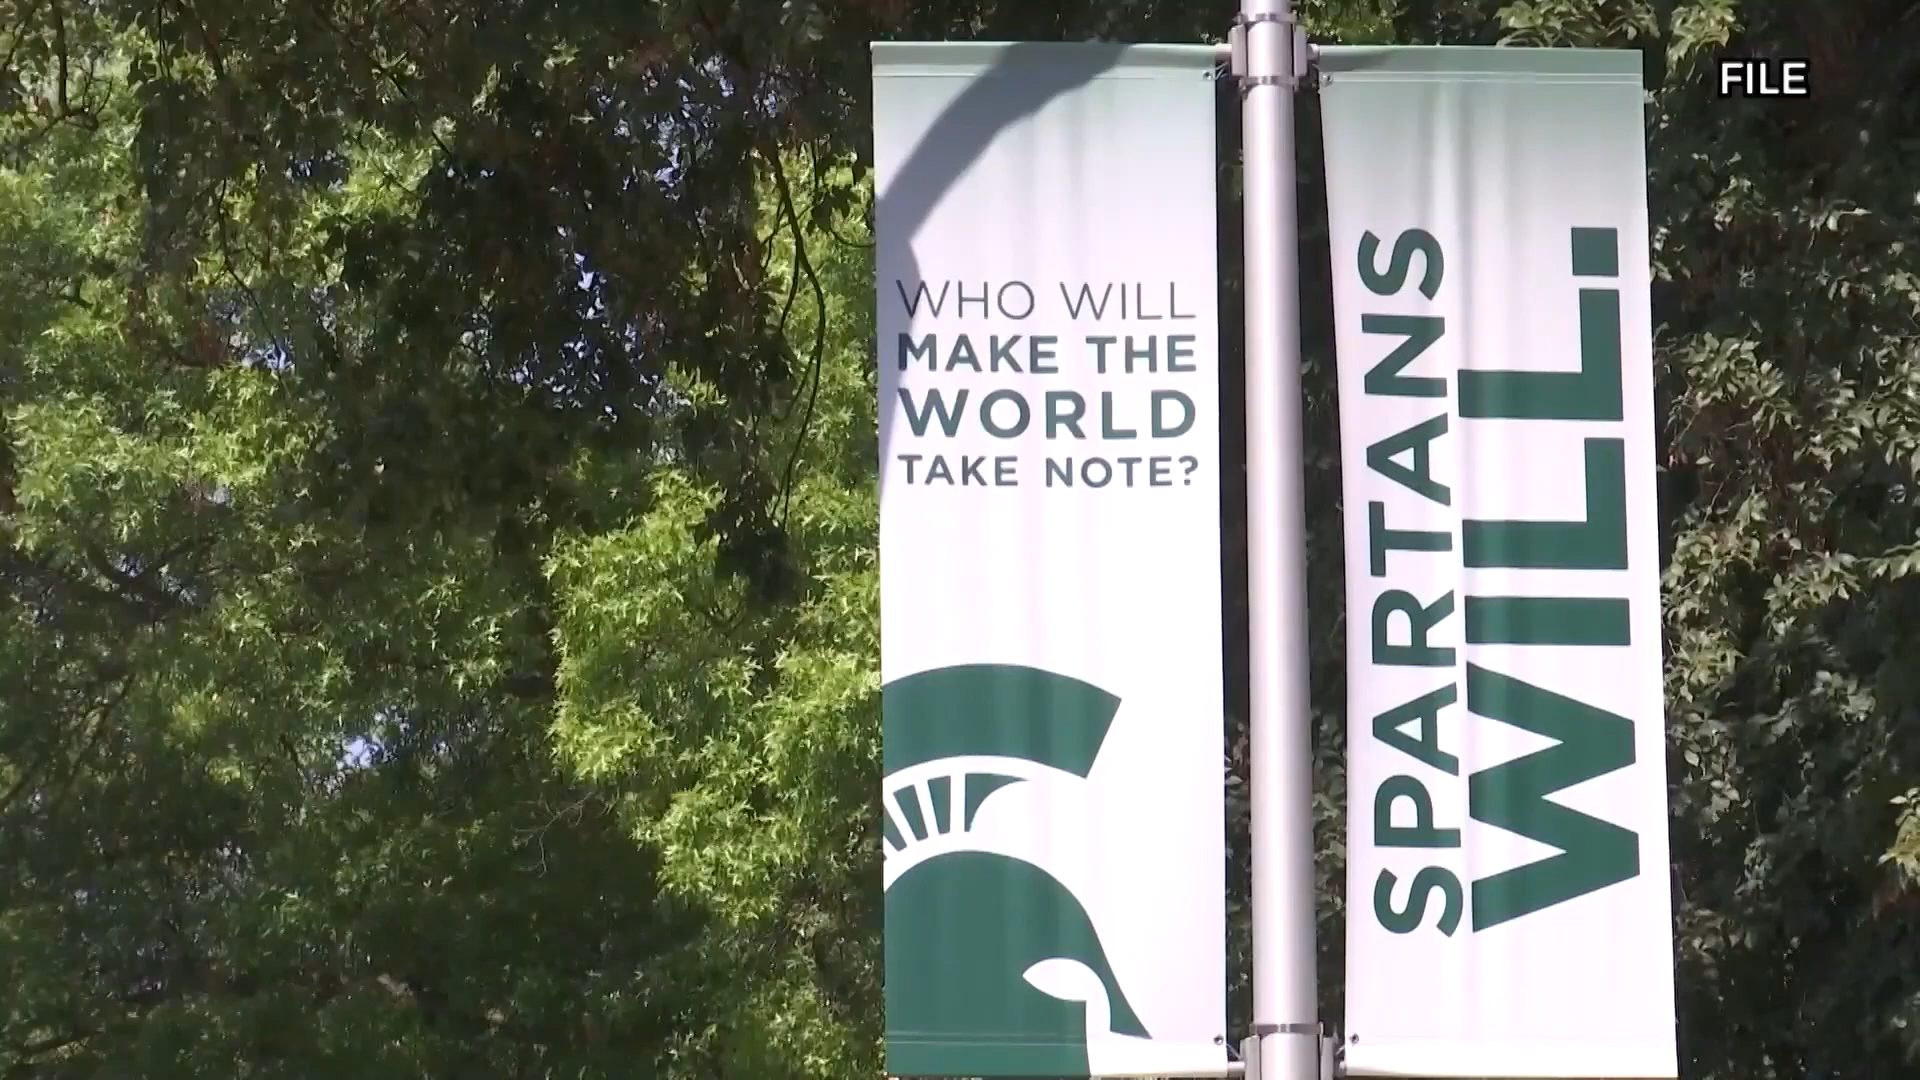 FILE
WHO WILL
MAKE THE
WORLD
TAKE NOTE?
SPARTANS
WILL.